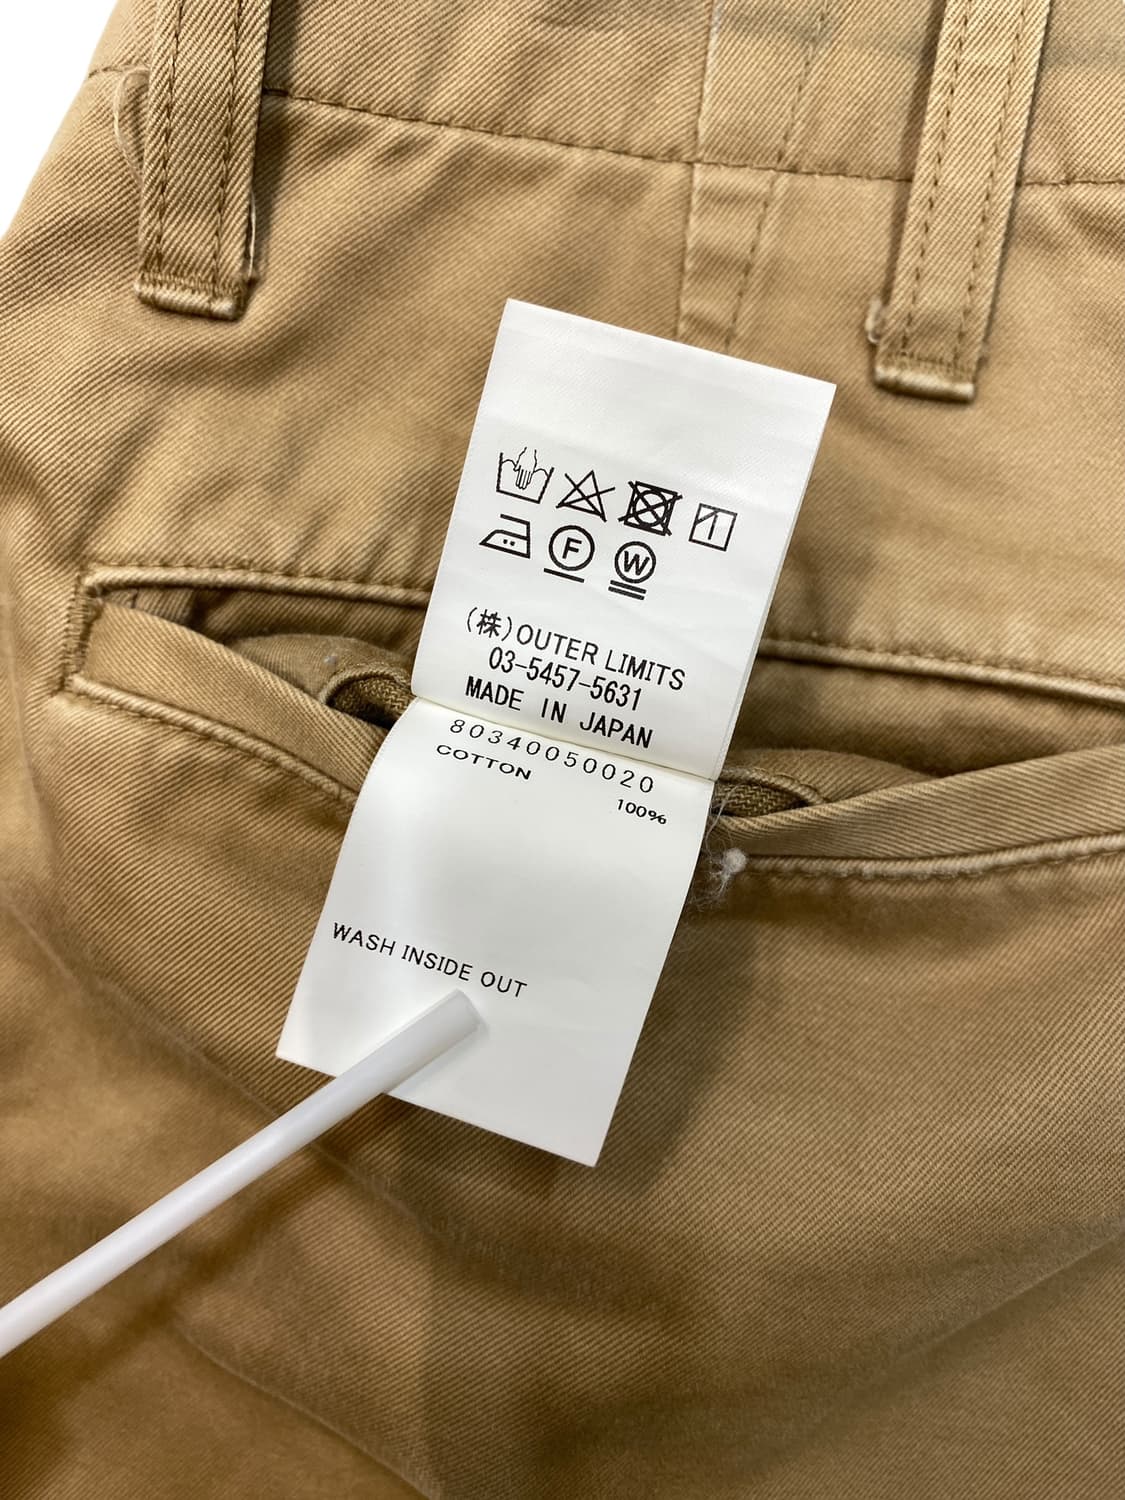 F W
(株)OUTER LIMITS
03-5457-5631
MADE IN JAPAN
80340050020
COTTON
100%
WASH INSIDE OUT